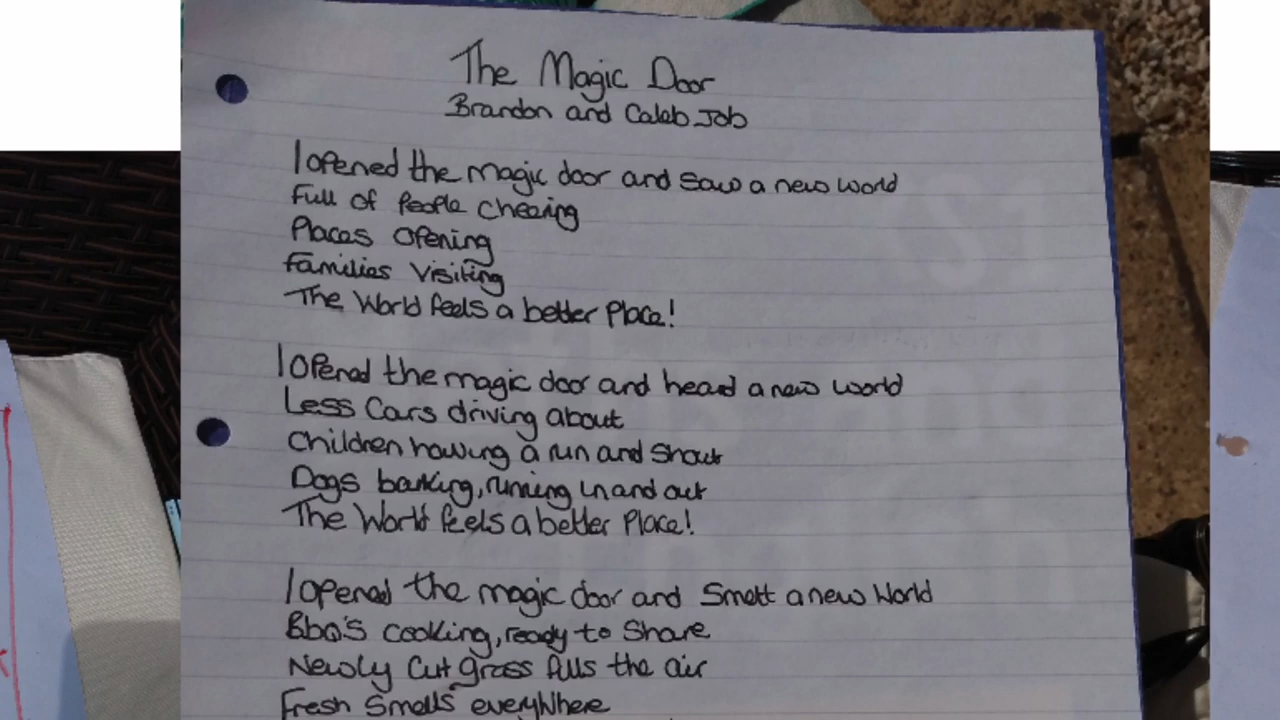 The Magic Door
Brandon and Caleb Job
I opened the magic door and saw a new world
Full of people cheering
Places Opening
families visiting
The World feels a better Place!
I opened the magic door and heard a new world
Less Cars driving about
Children having a run and shout
Dogs barking, running in and out
The World feels a better Place!
I opened the magic door and Smelt a new World
Bbq's cooking, ready to Share
Newly Cut grass fills the air
Fresh Smells everywhere